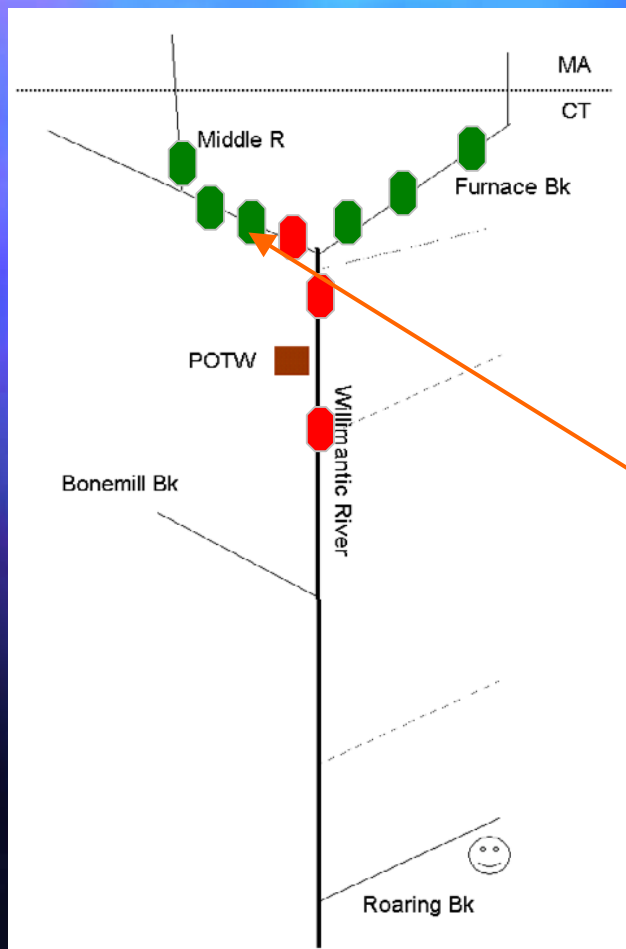 MA
CT
Middle R
Furnace Bk
POTW
Willimantic River
Bonemill Bk
Roaring Bk